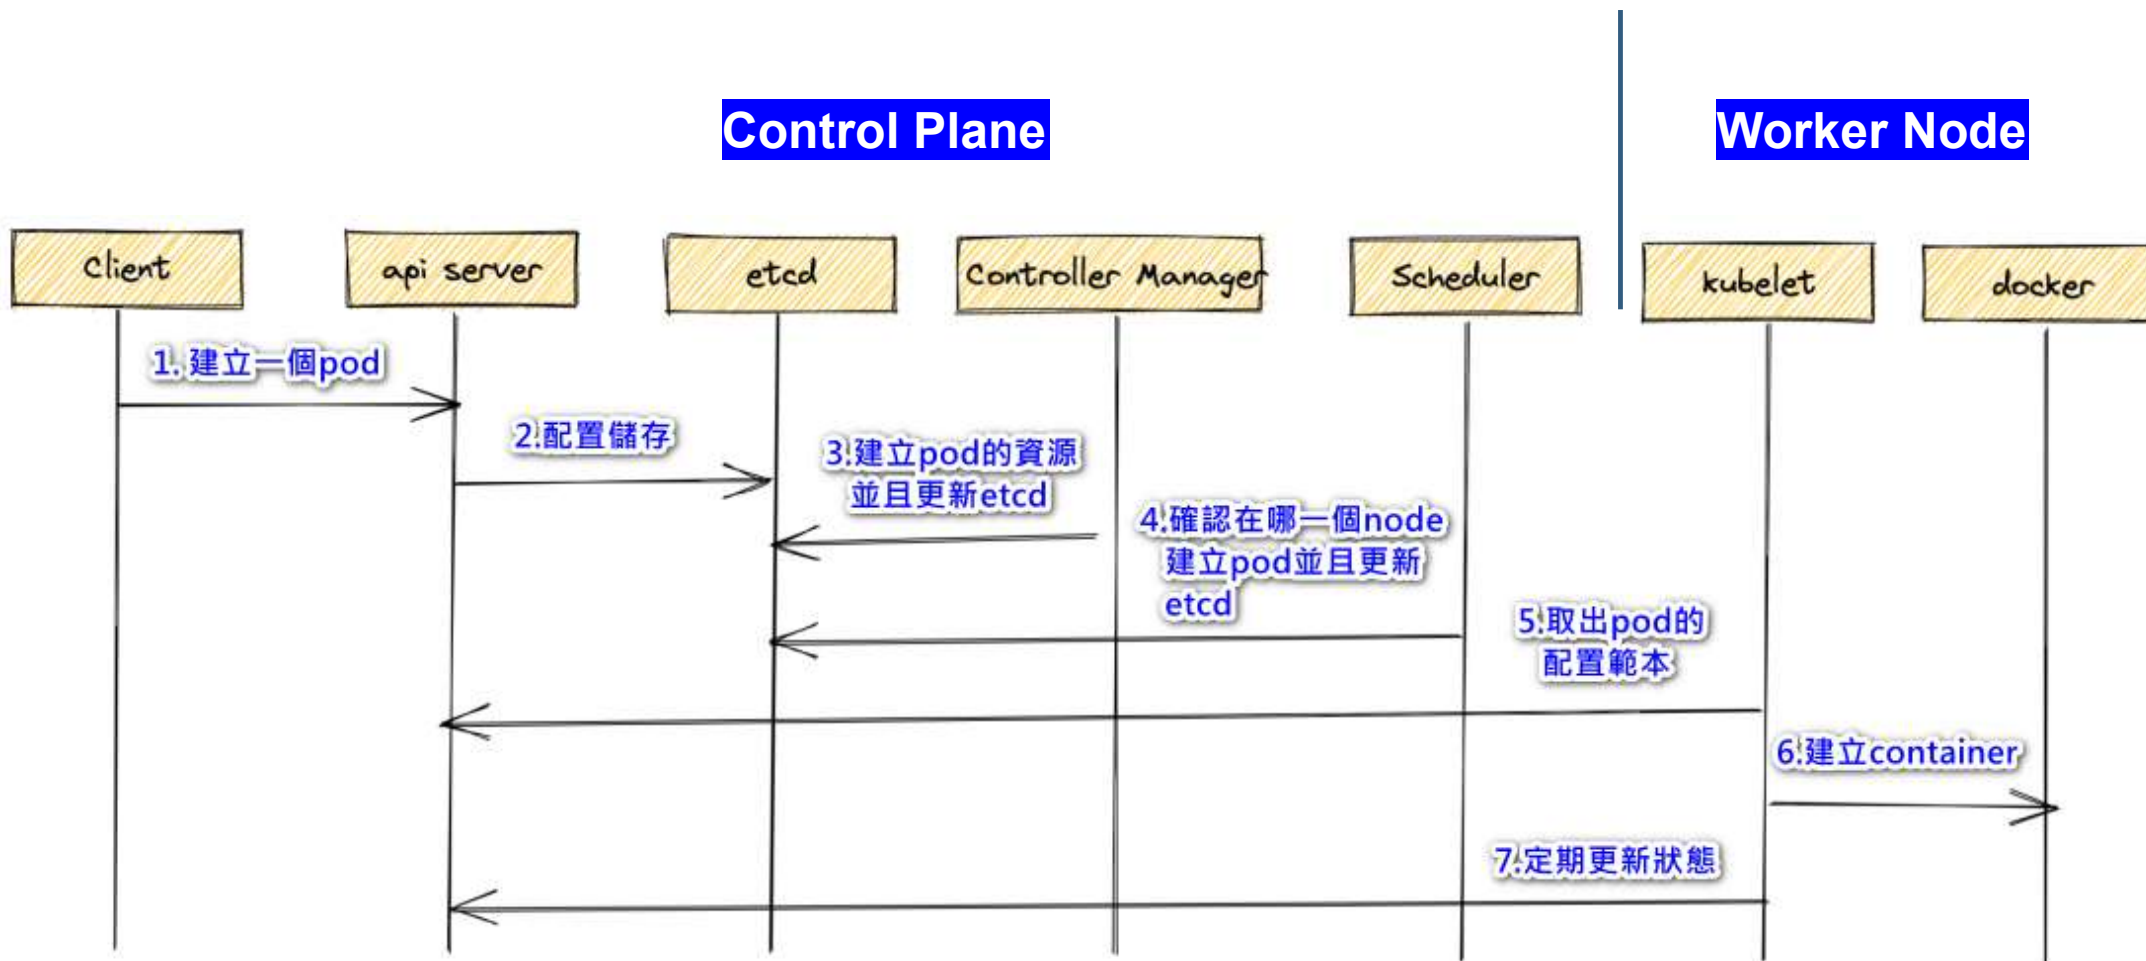 Control Plane
Worker Node
Client
api server
etcd
Controller Manager
Scheduler
kubelet
docker
1. 建立一個pod
2.配置儲存
3.建立pod的資源
並且更新etcd
4.確認在哪一個node
建立pod並且更新
etcd
5.取出pod的
配置範本
6.建立container
7.定期更新狀態